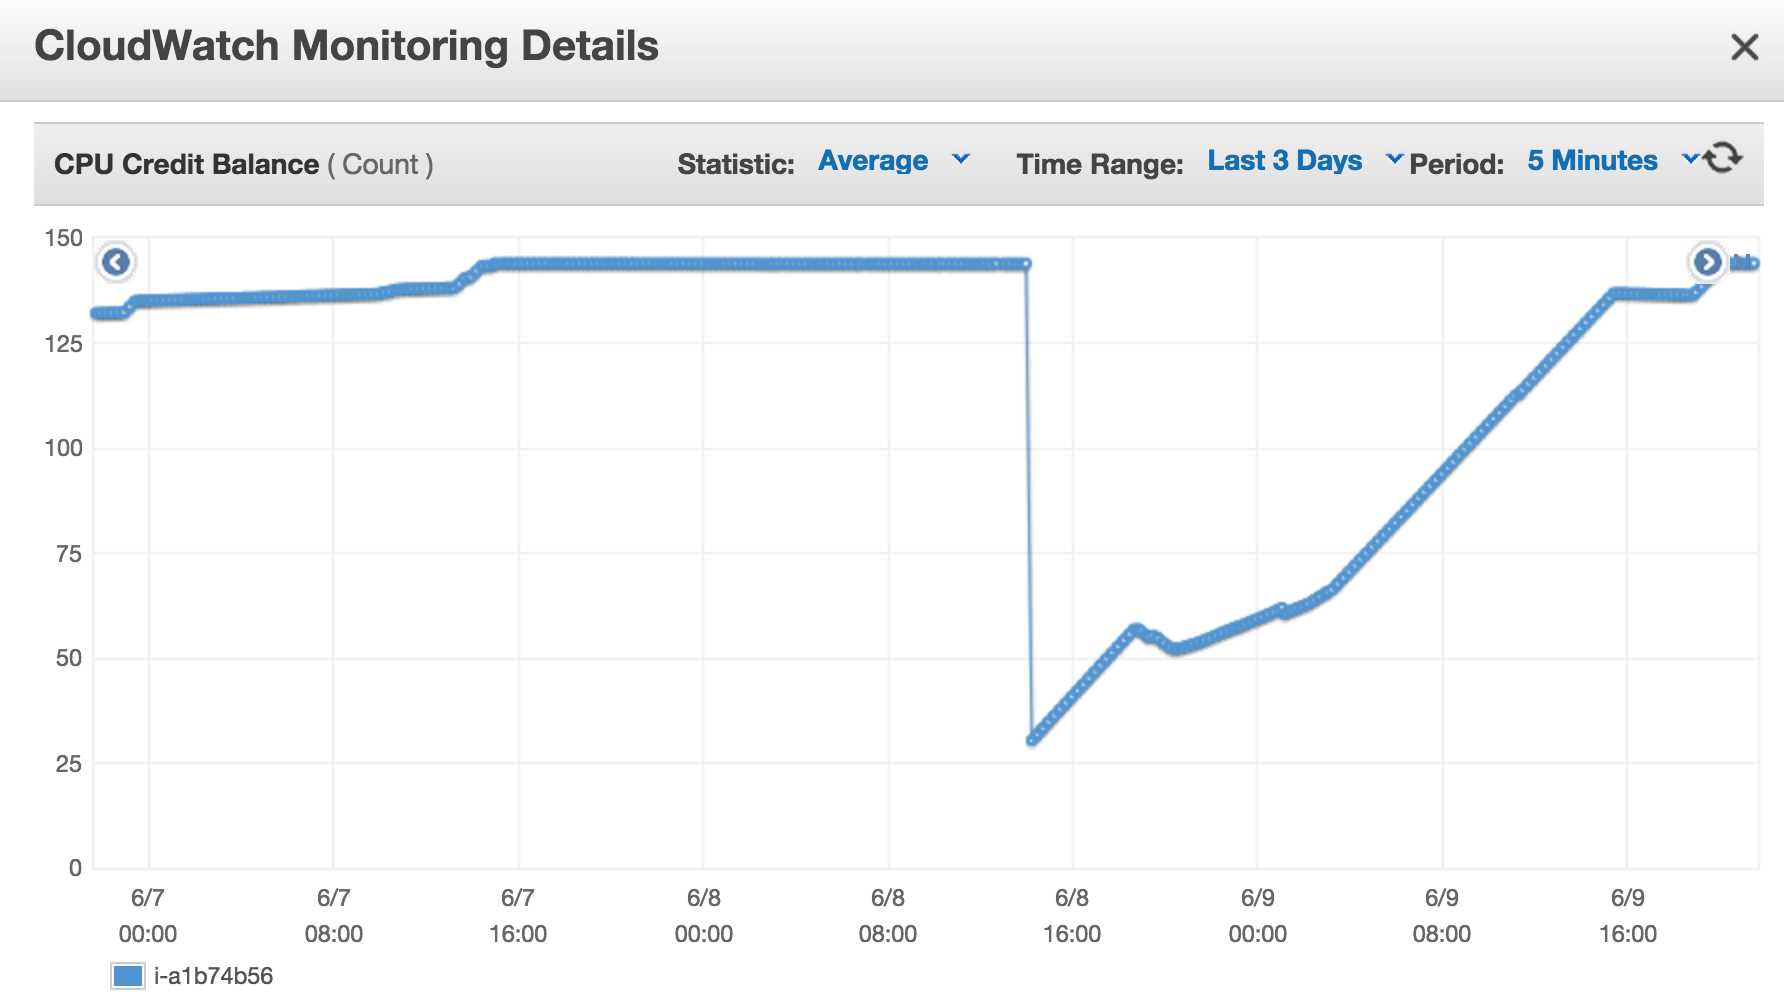 CloudWatch Monitoring Details
CPU Credit Balance ( Count ) Statistic: Average Time Range: Last 3 Days Period: 5 Minutes
150
125
100
75
50
25
0
6/7 6/7 6/7 6/8 6/8 6/8 6/9 6/9 6/9
00:00 08:00 16:00 00:00 08:00 16:00 00:00 08:00 16:00
i-a1b74b56